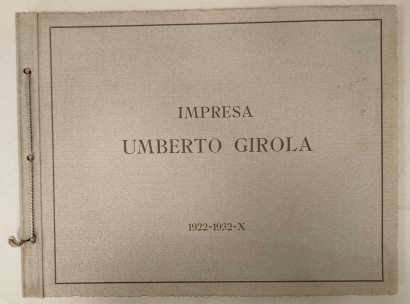 IMPRESA
UMBERTO GIROLA
1922-1932-X